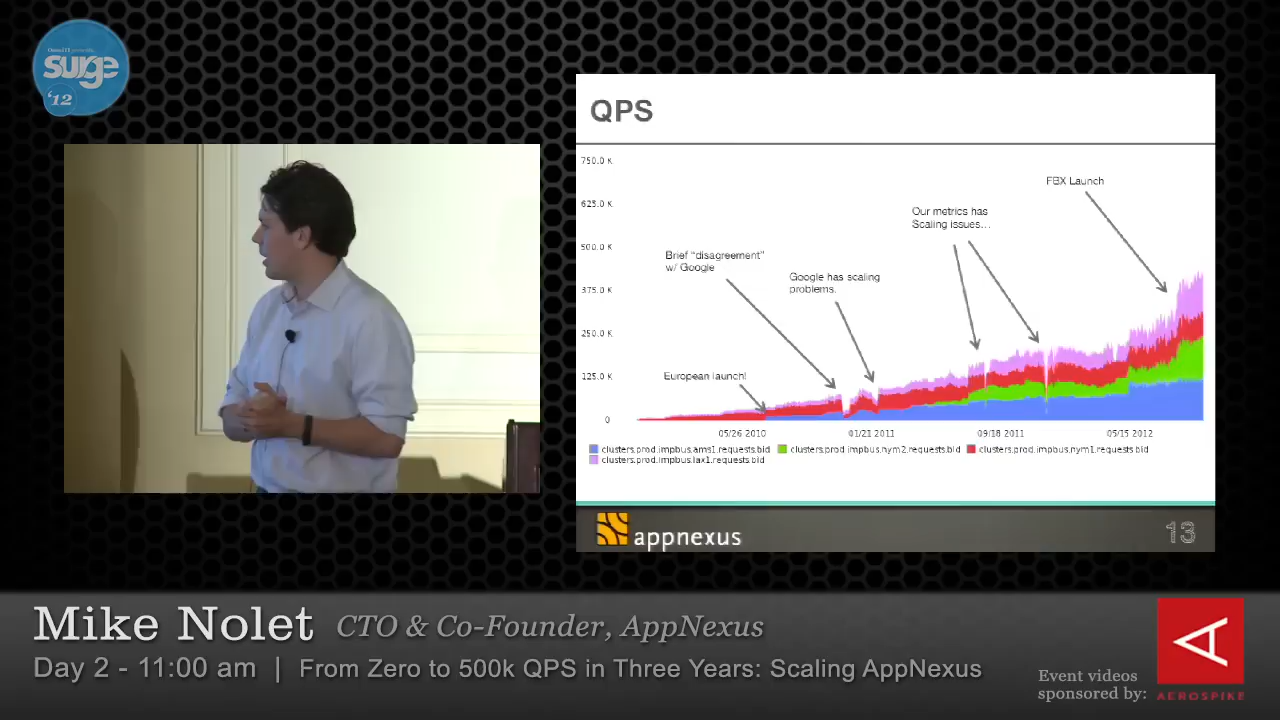 OmniTI presents
surge
'12
QPS
750.0 K
625.0 K
500.0 K
375.0 K
250.0 K
125.0 K
0
FBX Launch
Our metrics has
Scaling issues…
Brief "disagreement"
w/ Google
Google has scaling
problems.
European launch!
05/26 2010 01/21 2011 09/18 2011 05/15 2012
clusters.prod.impbus.ams1.requests.bid clusters.prod.impbus.nym2.requests.bid clusters.prod.impbus.nym1.requests.bid
clusters.prod.impbus.lax1.requests.bid
appnexus
13
Mike Nolet CTO & Co-Founder, AppNexus
Day 2 - 11:00 am | From Zero to 500k QPS in Three Years: Scaling AppNexus
Event videos
sponsored by:
AEROSPIKE